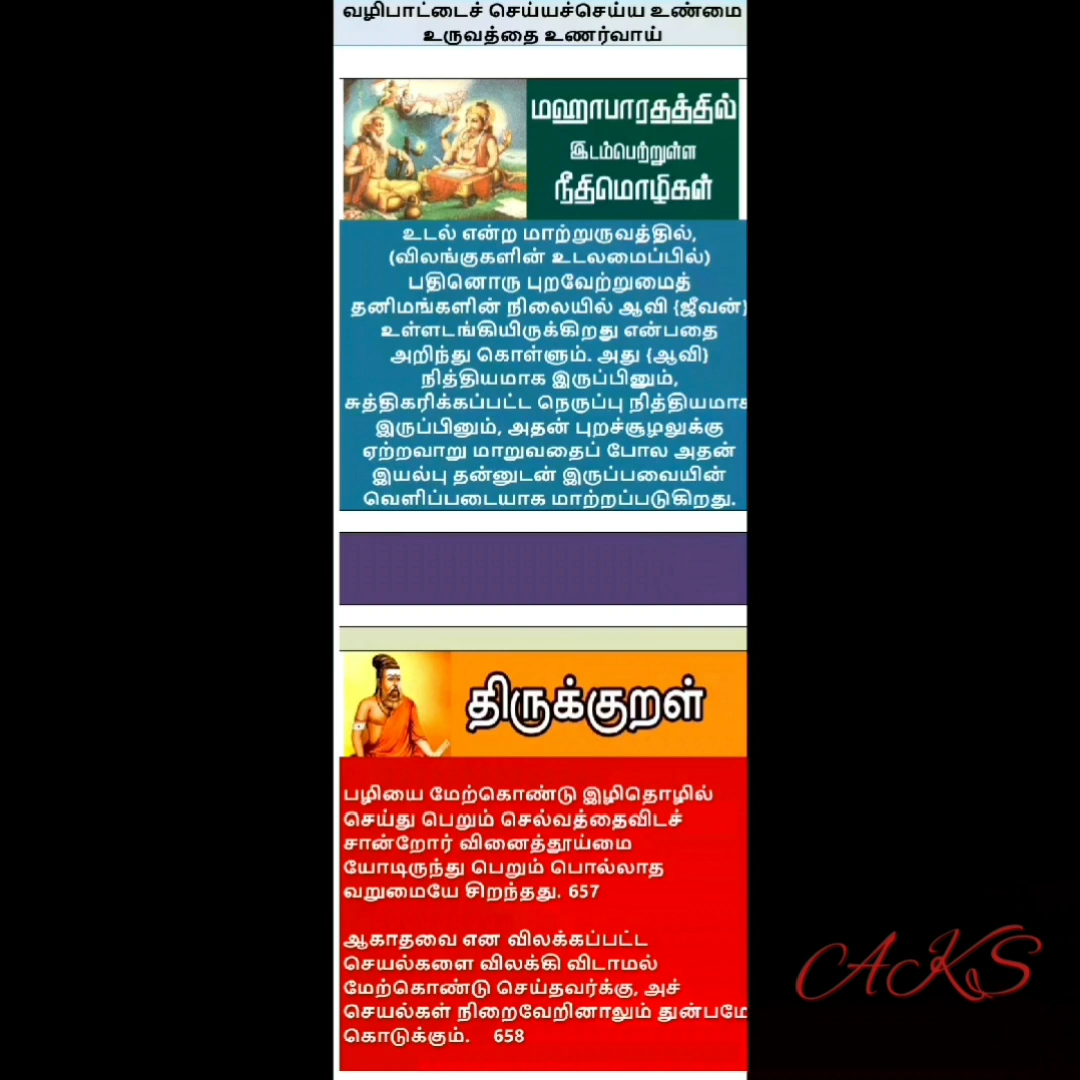 வழிபாட்டைச் செய்யச்செய்ய உண்மை
உருவத்தை உணர்வாய்
மஹாபாரதத்தில்
இடம்பெற்றுள்ள
நீதிமொழிகள்
உடல் என்ற மாற்றுருவத்தில்,
(விலங்குகளின் உடலமைப்பில்)
பதினொரு புறவேற்றுமைத்
தனிமங்களின் நிலையில் ஆவி {ஜீவன்}
உள்ளடங்கியிருக்கிறது என்பதை
அறிந்து கொள்ளும். அது {ஆவி}
நித்தியமாக இருப்பினும்,
சுத்திகரிக்கப்பட்ட நெருப்பு நித்தியமாக
இருப்பினும், அதன் புறச்சூழலுக்கு
ஏற்றவாறு மாறுவதைப் போல அதன்
இயல்பு தன்னுடன் இருப்பவையின்
வெளிப்படையாக மாற்றப்படுகிறது.
திருக்குறள்
பழியை மேற்கொண்டு இழிதொழில்
செய்து பெறும் செல்வத்தைவிடச்
சான்றோர் வினைத்தூய்மை
யோடிருந்து பெறும் பொல்லாத
வறுமையே சிறந்தது. 657
ஆகாதவை என விலக்கப்பட்ட
செயல்களை விலக்கி விடாமல்
மேற்கொண்டு செய்தவர்க்கு, அச்
செயல்கள் நிறைவேறினாலும் துன்பமே
கொடுக்கும். 658
AKS